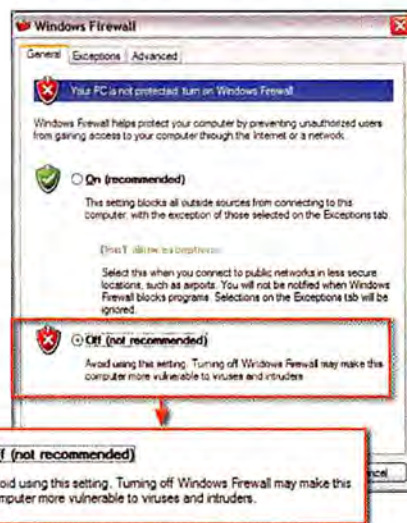 Windows Firewall
General Exceptions Advanced
Your PC is not protected: turn on Windows Firewall
Windows Firewall helps protect your computer by preventing unauthorized users
from gaining access to your computer through the Internet or a network.
On (recommended)
This setting blocks all outside sources from connecting to this
computer, with the exception of those selected on the Exceptions tab.
Don't allow exceptions
Select this when you connect to public networks in less secure
locations, such as airports. You will not be notified when Windows
Firewall blocks programs. Selections on the Exceptions tab will be
ignored.
Off (not recommended)
Avoid using this setting. Turning off Windows Firewall may make this
computer more vulnerable to viruses and intruders.
ncel
f (not recommended)
oid using this setting. Turning off Windows Firewall may make this
mputer more vulnerable to viruses and intruders.